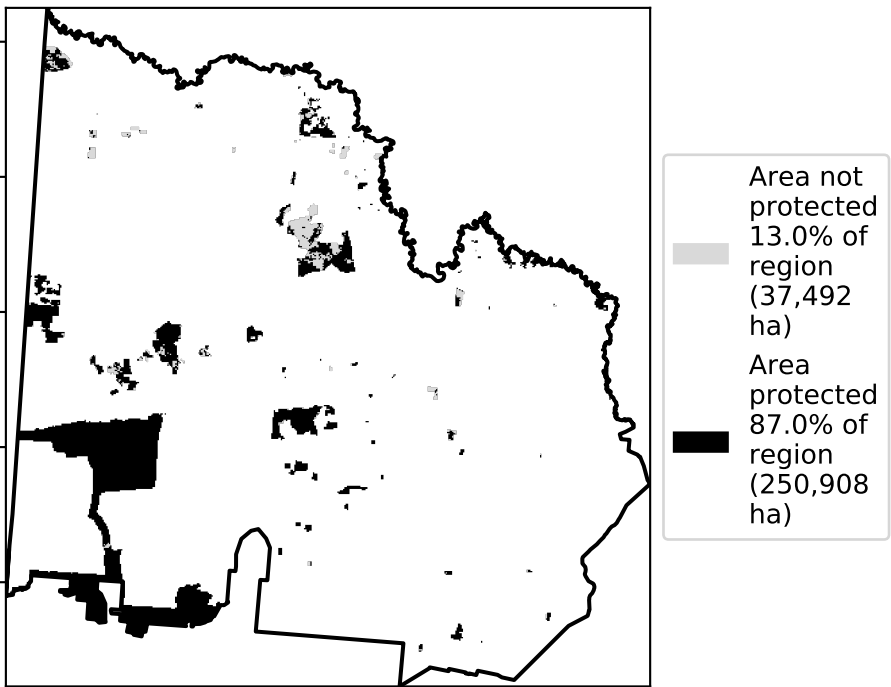 Area not
protected
13.0% of
region
(37,492
ha)
Area
protected
87.0% of
region
(250,908
ha)